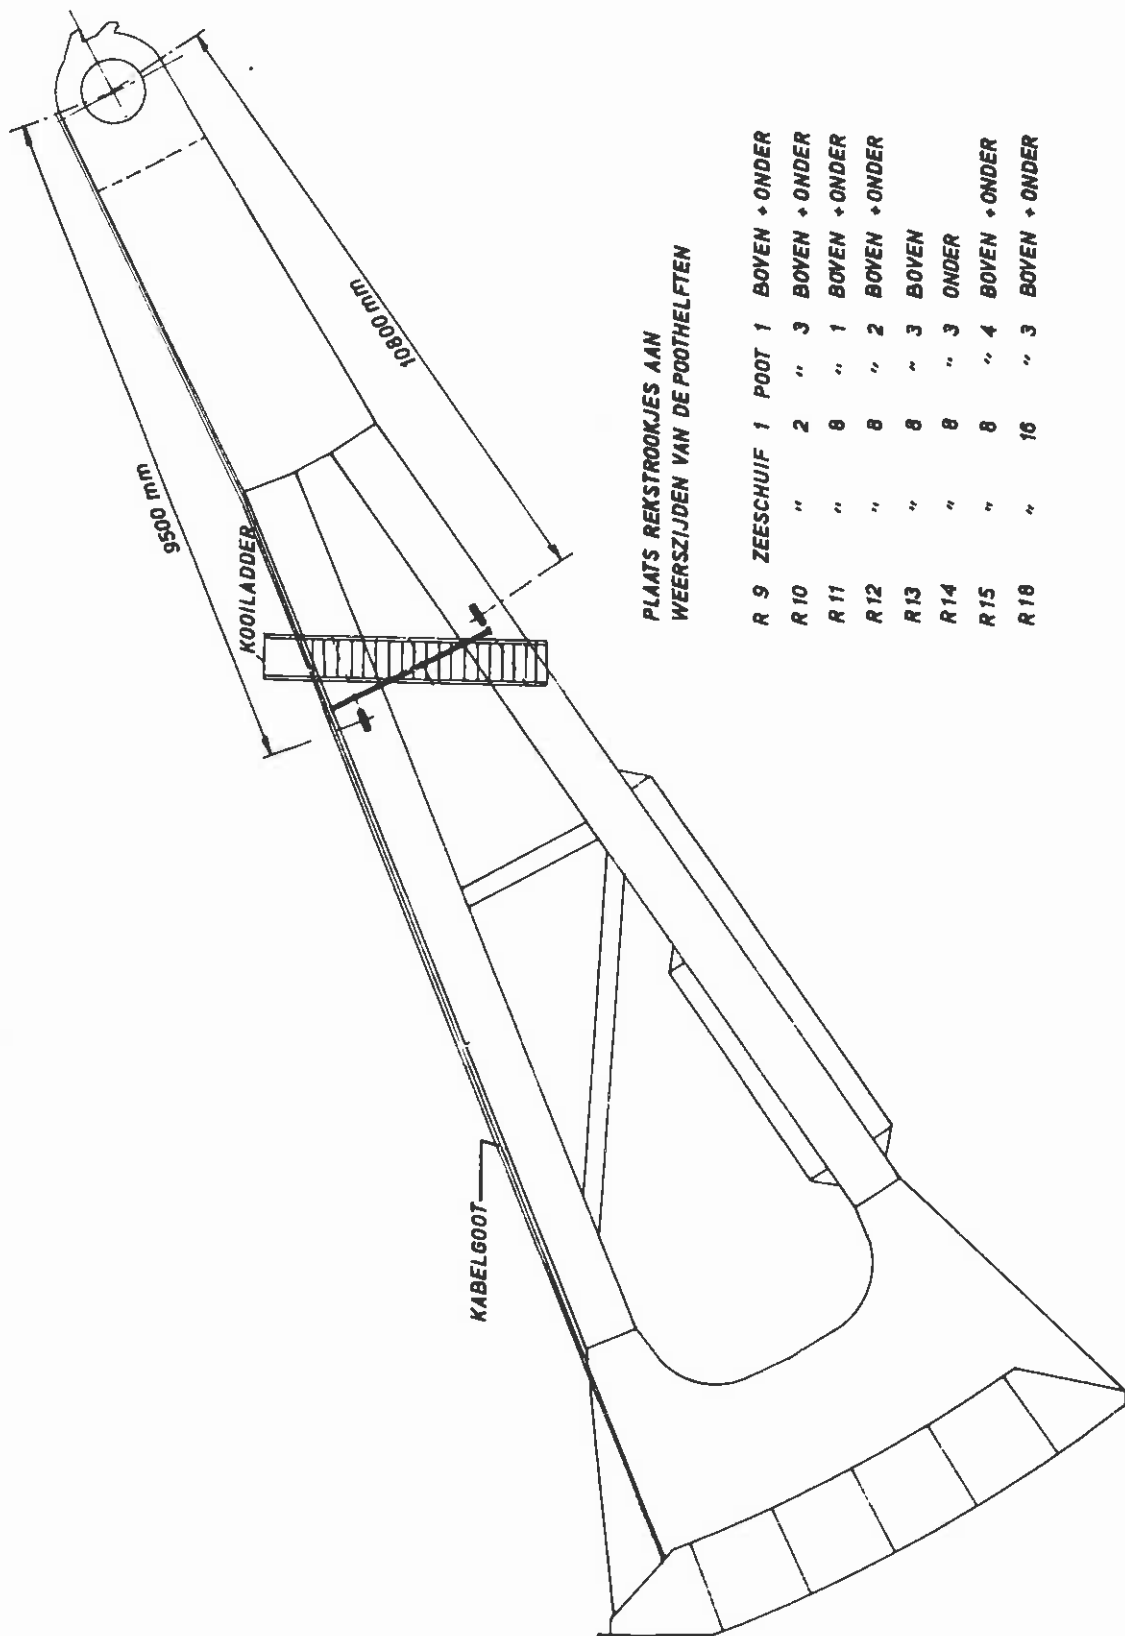 9500 mm
KOOILADDER
10800 mm
KABELGOOT
PLAATS REKSTROOKJES AAN
WEERSZIJDEN VAN DE POOTHELFTEN
R 9 ZEESCHUIF 1 POOT 1 BOVEN + ONDER
R 10 " 2 " 3 BOVEN + ONDER
R 11 " 8 " 1 BOVEN + ONDER
R 12 " 8 " 2 BOVEN + ONDER
R 13 " 8 " 3 BOVEN
R 14 " 8 " 3 ONDER
R 15 " 8 " 4 BOVEN + ONDER
R 18 " 16 " 3 BOVEN + ONDER